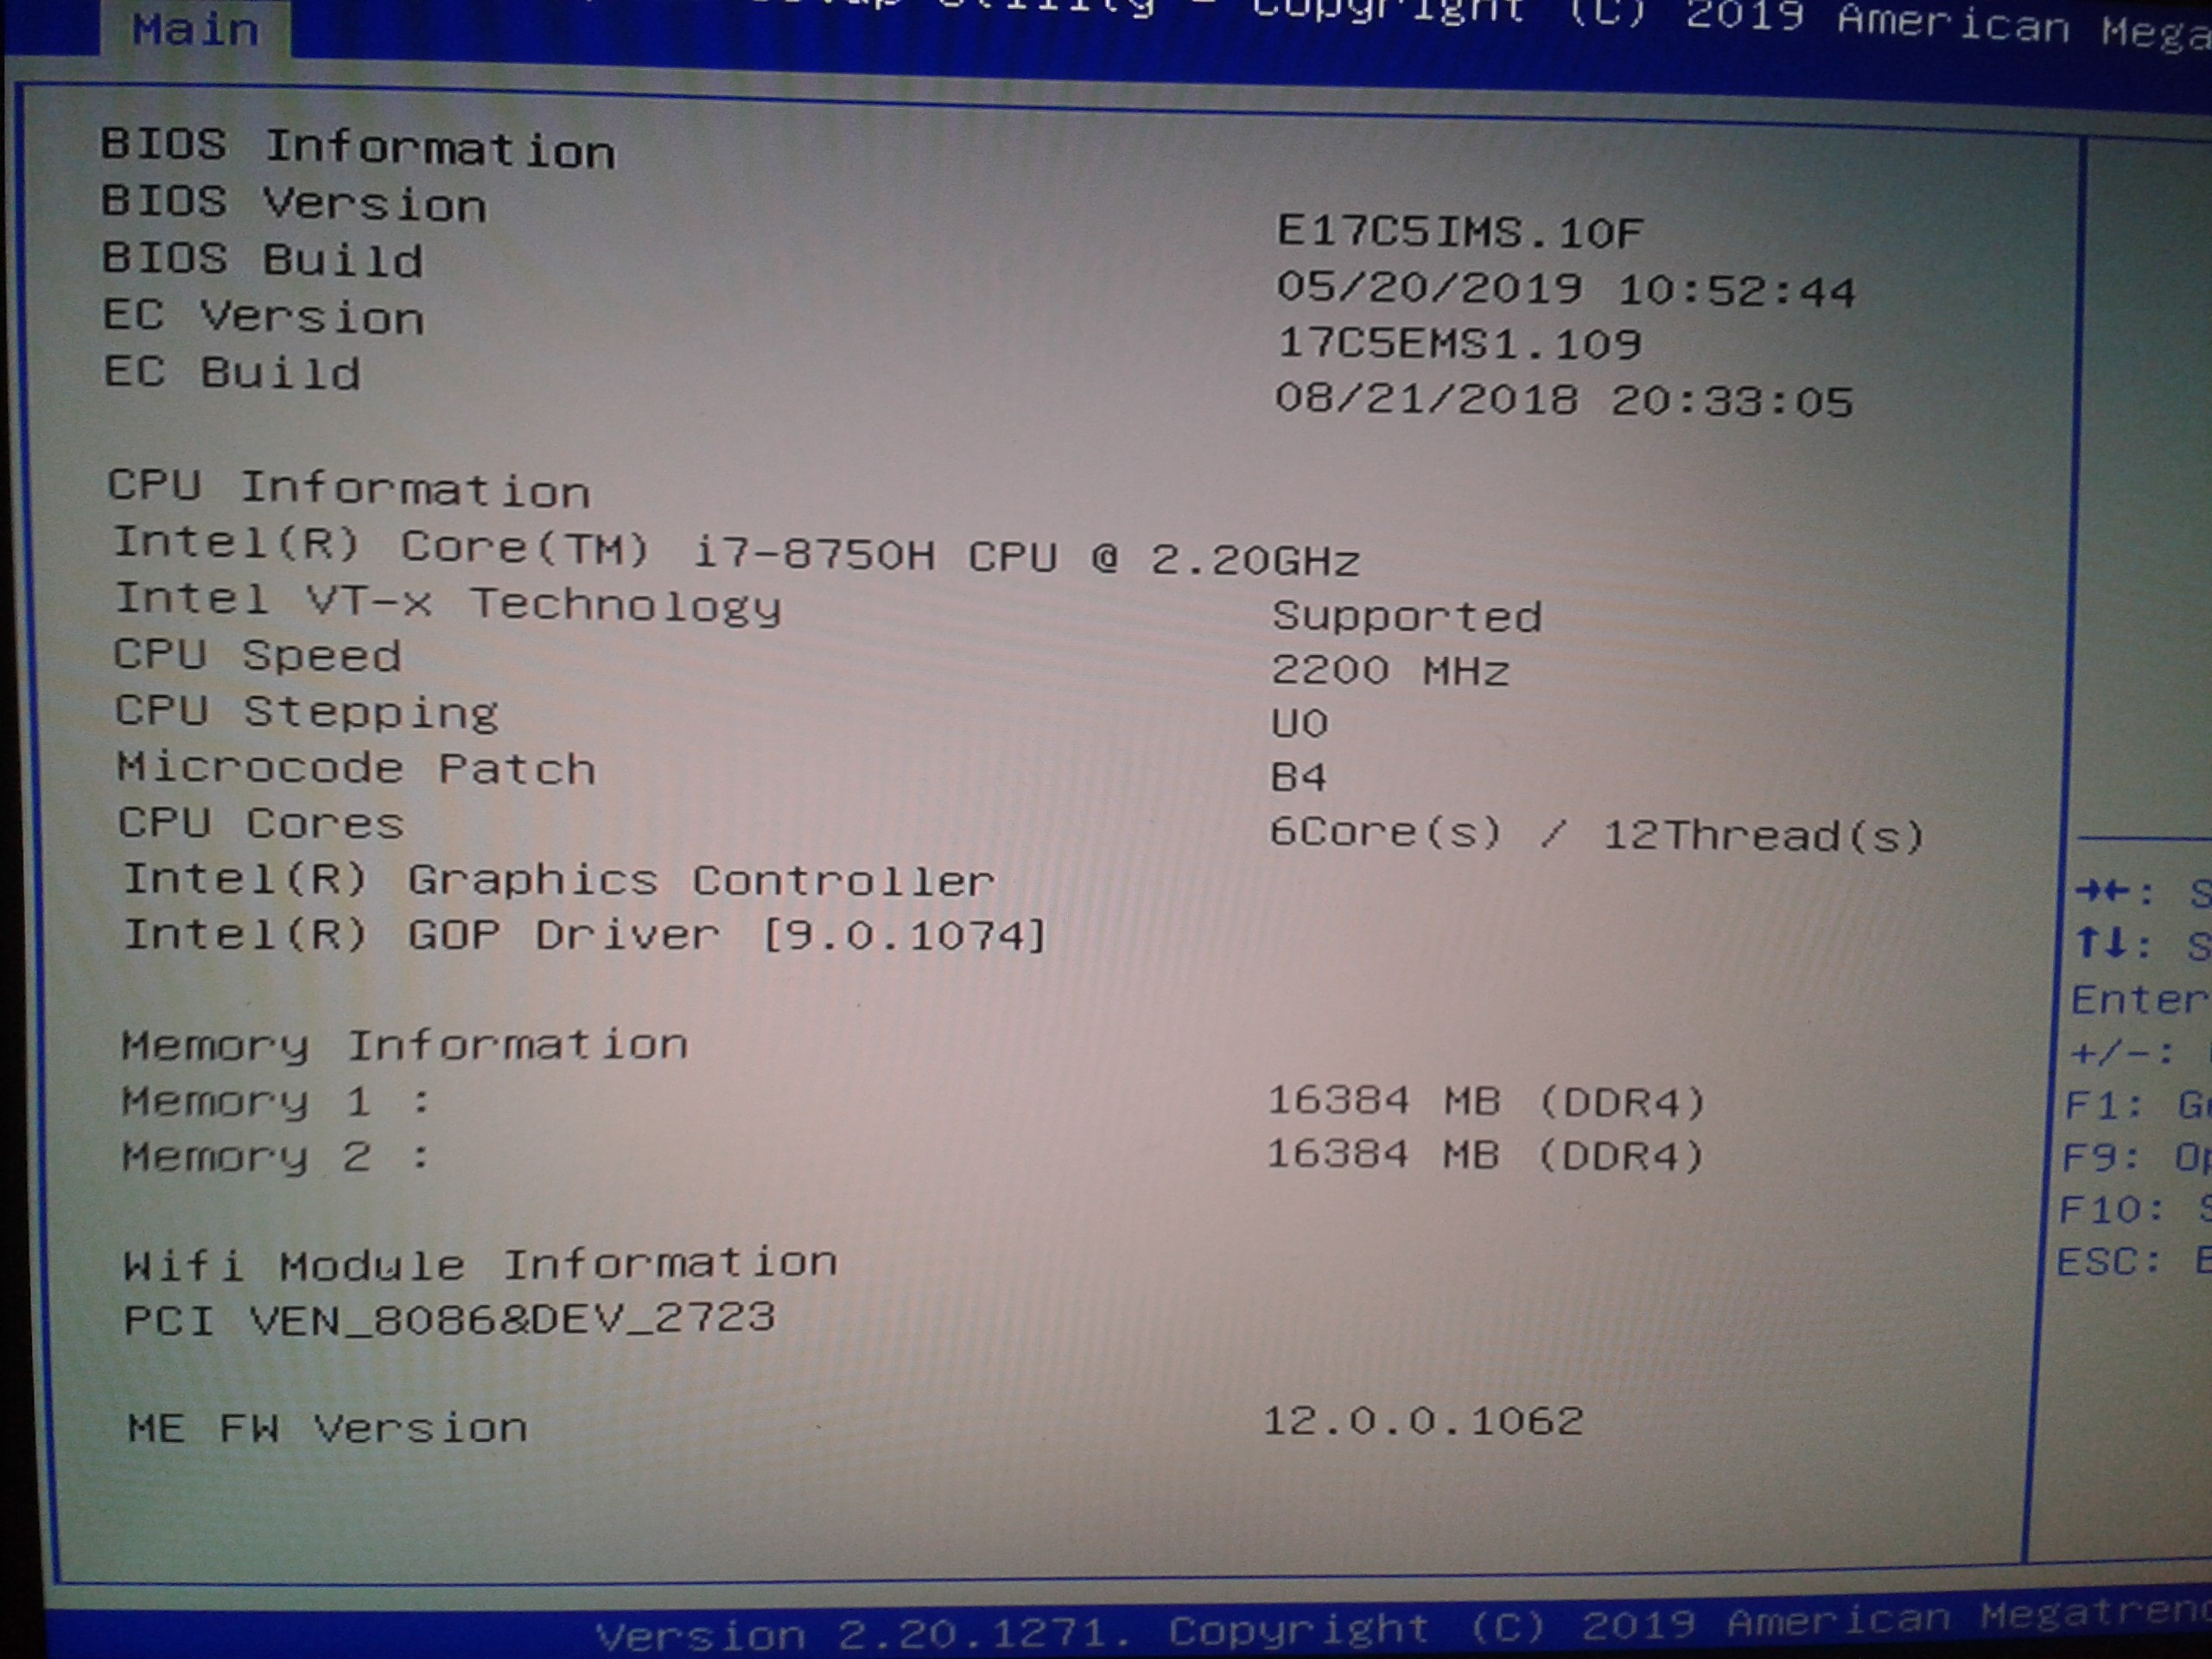 Utility - Copyright (C) 2019 American Mega
Main
BIOS Information
BIOS Version E17C5IMS.10F
BIOS Build 05/20/2019 10:52:44
EC Version 17C5EMS1.109
EC Build 08/21/2018 20:33:05
CPU Information
Intel(R) Core(TM) i7-8750H CPU @ 2.20GHz
Intel VT-x Technology Supported
CPU Speed 2200 MHz
CPU Stepping U0
Microcode Patch B4
CPU Cores 6Core(s) / 12Thread(s)
Intel(R) Graphics Controller
Intel(R) GOP Driver [9.0.1074]
Memory Information
Memory 1 : 16384 MB (DDR4)
Memory 2 : 16384 MB (DDR4)
Wifi Module Information
PCI VEN_8086&DEV_2723
ME FW Version 12.0.0.1062
→←: S
↑↓: S
Enter
+/-:
F1: Ge
F9: Op
F10: S
ESC: E
Version 2.20.1271. Copyright (C) 2019 American Megatrend